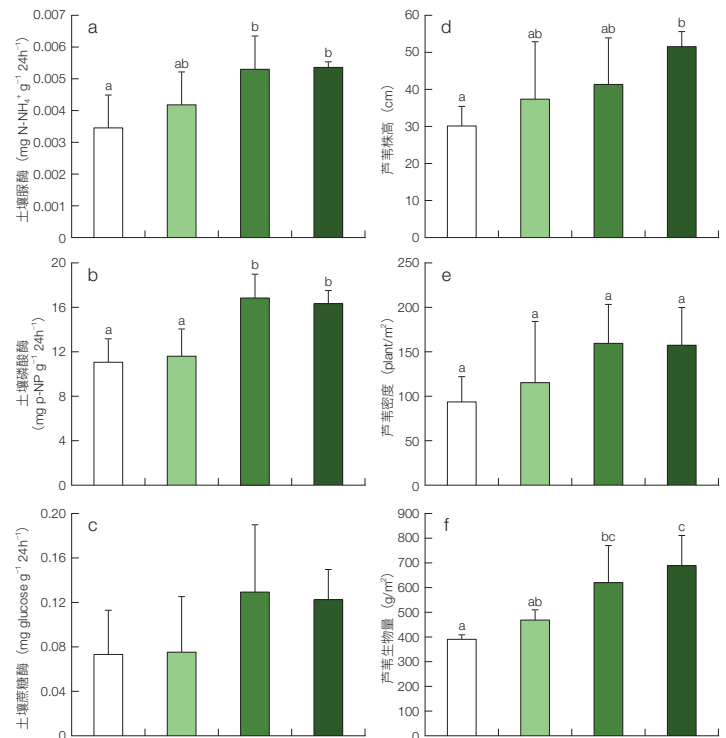 a
0.007
0.006
0.005
0.004
0.003
0.002
0.001
0
土壤脲酶 (mg N-NH₄⁺ g⁻¹ 24h⁻¹)
a
ab
b
b
d
60
50
40
30
20
10
0
芦苇株高 (cm)
a
ab
ab
b
b
20
16
12
8
4
0
土壤磷酸酶
(mg p-NP g⁻¹ 24h⁻¹)
a
a
b
b
e
250
200
150
100
50
0
芦苇密度 (plant/m²)
a
a
a
a
c
0.20
0.16
0.12
0.08
0.04
0
土壤蔗糖酶 (mg glucose g⁻¹ 24h⁻¹)
f
900
800
700
600
500
400
300
200
100
0
芦苇生物量 (g/m²)
a
ab
bc
c